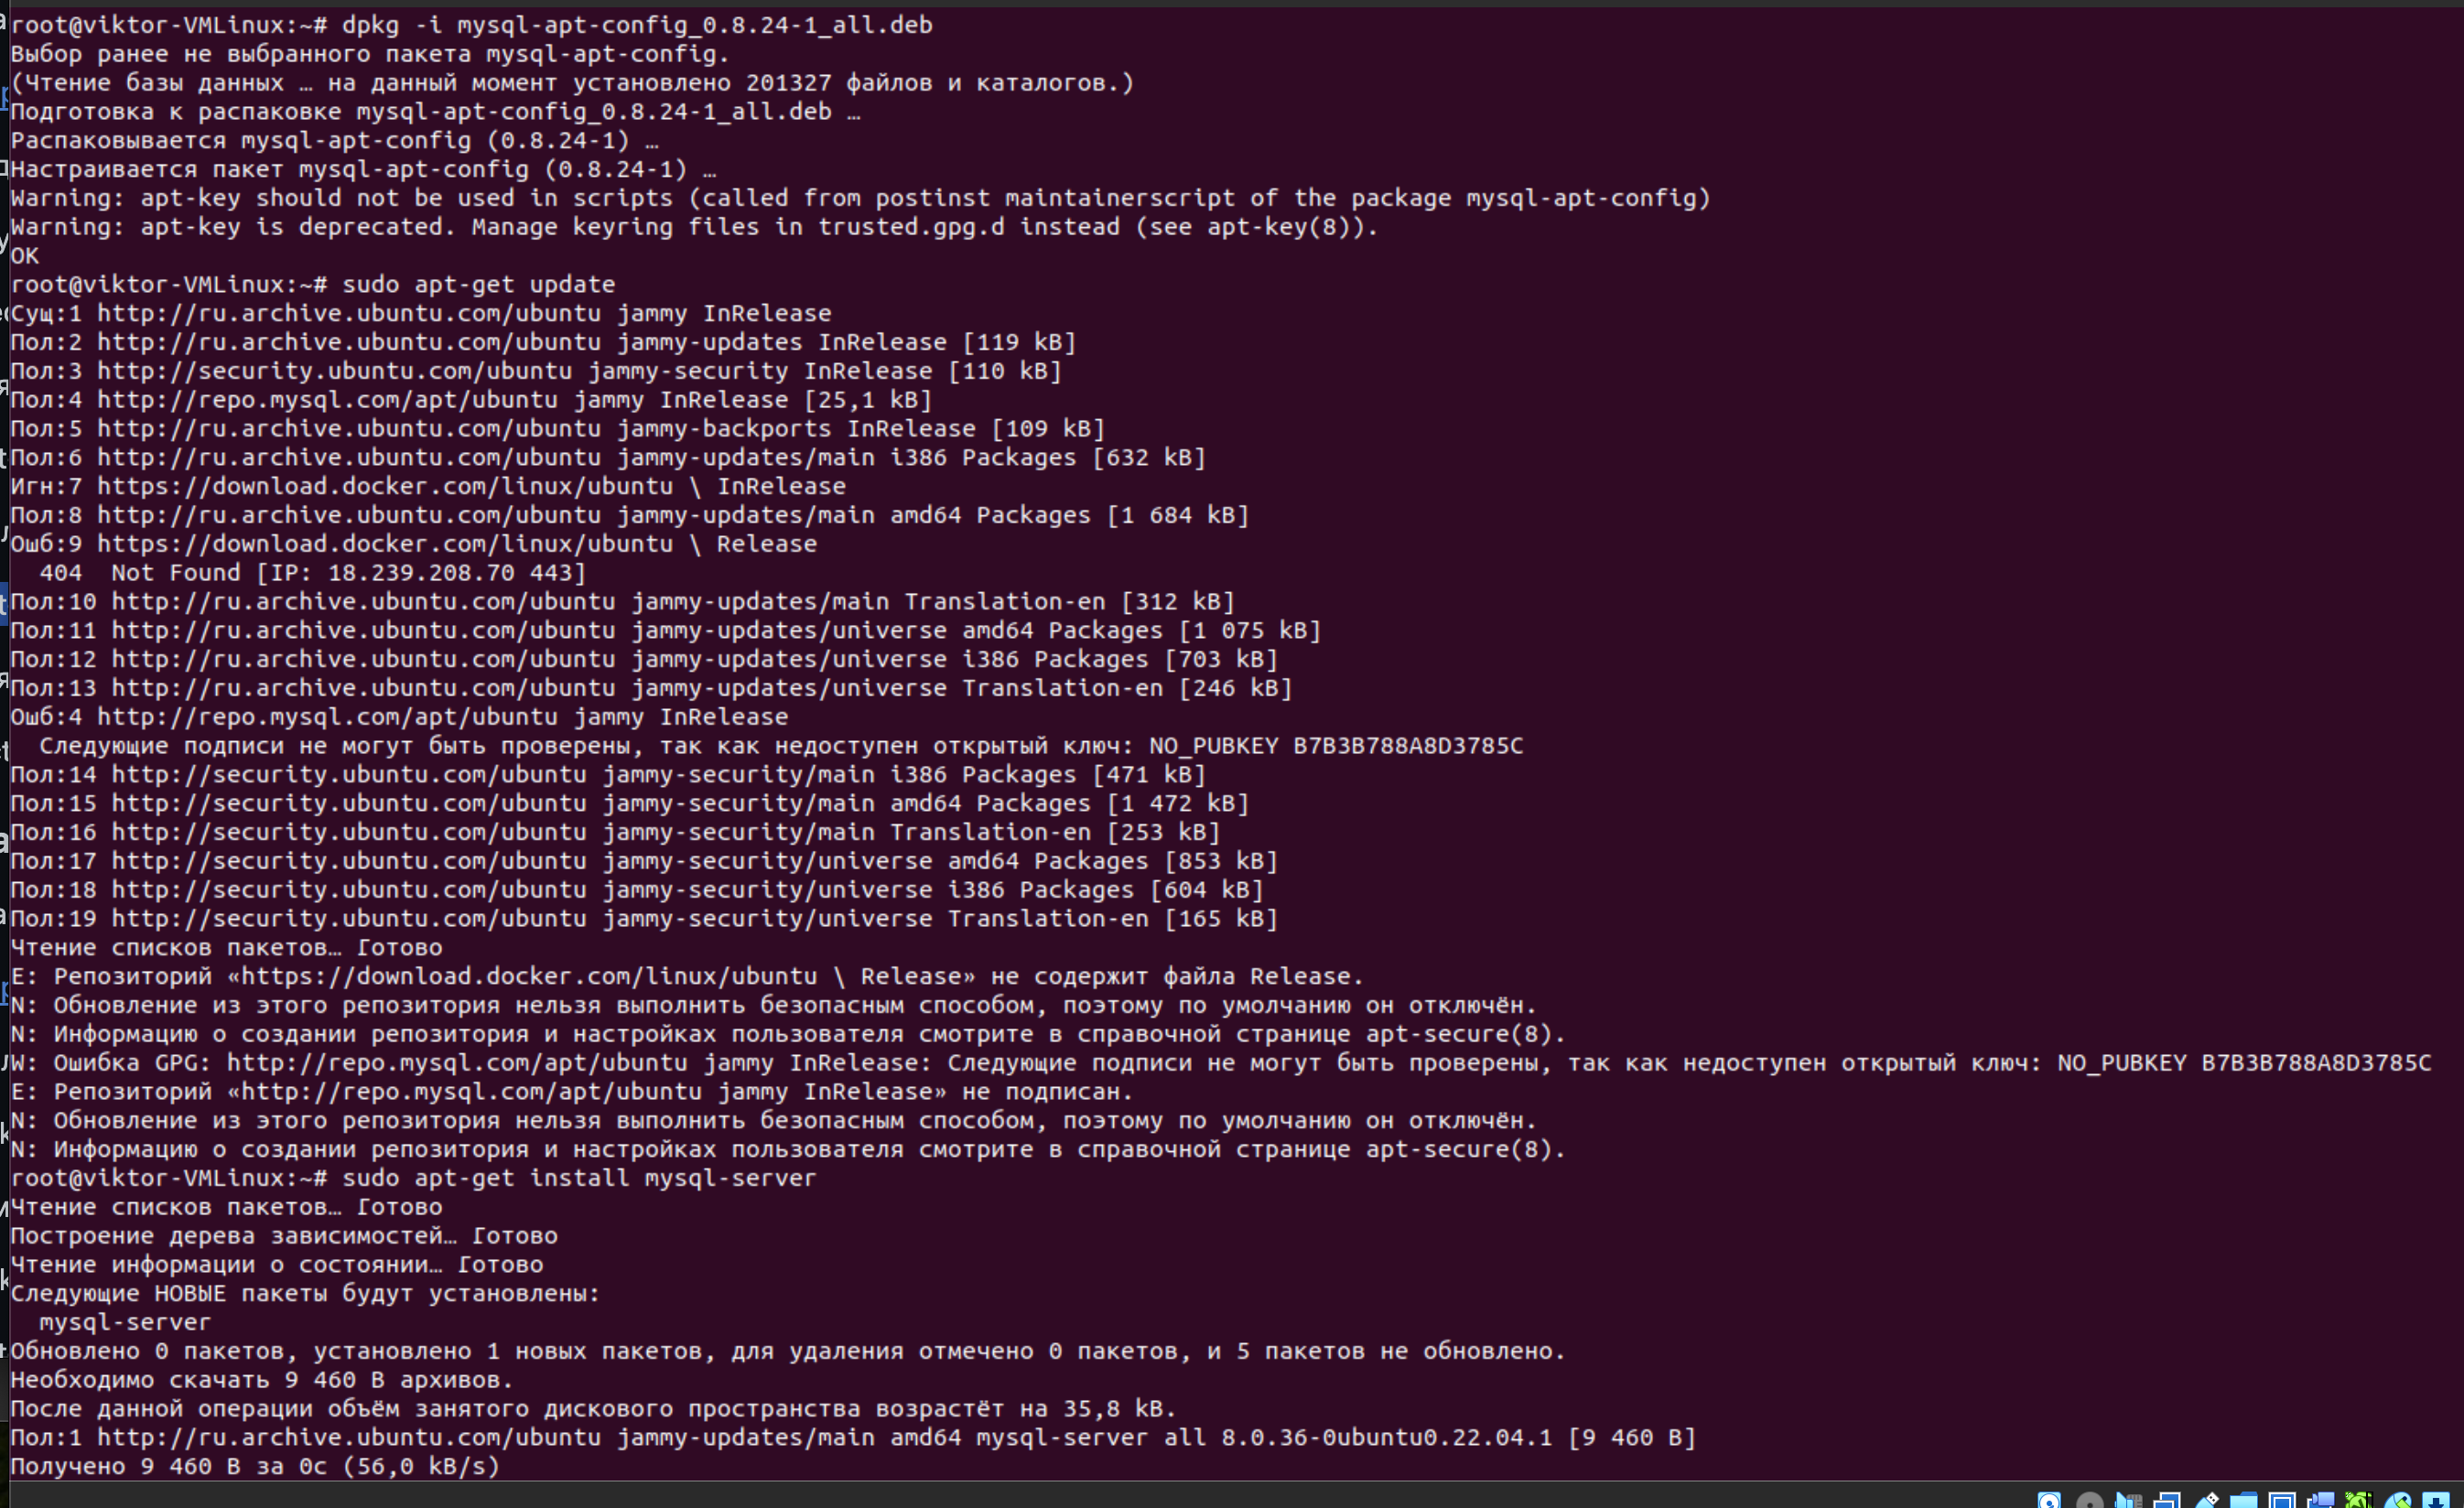 root@viktor-VMLinux:~# dpkg -i mysql-apt-config_0.8.24-1_all.deb
Выбор ранее не выбранного пакета mysql-apt-config.
(Чтение базы данных … на данный момент установлено 201327 файлов и каталогов.)
Подготовка к распаковке mysql-apt-config_0.8.24-1_all.deb …
Распаковывается mysql-apt-config (0.8.24-1) …
Настраивается пакет mysql-apt-config (0.8.24-1) …
Warning: apt-key should not be used in scripts (called from postinst maintainerscript of the package mysql-apt-config)
Warning: apt-key is deprecated. Manage keyring files in trusted.gpg.d instead (see apt-key(8)).
OK
root@viktor-VMLinux:~# sudo apt-get update
Сущ:1 http://ru.archive.ubuntu.com/ubuntu jammy InRelease
Пол:2 http://ru.archive.ubuntu.com/ubuntu jammy-updates InRelease [119 kB]
Пол:3 http://security.ubuntu.com/ubuntu jammy-security InRelease [110 kB]
Пол:4 http://repo.mysql.com/apt/ubuntu jammy InRelease [25,1 kB]
Пол:5 http://ru.archive.ubuntu.com/ubuntu jammy-backports InRelease [109 kB]
Пол:6 http://ru.archive.ubuntu.com/ubuntu jammy-updates/main i386 Packages [632 kB]
Игн:7 https://download.docker.com/linux/ubuntu \ InRelease
Пол:8 http://ru.archive.ubuntu.com/ubuntu jammy-updates/main amd64 Packages [1 684 kB]
Ошб:9 https://download.docker.com/linux/ubuntu \ Release
  404  Not Found [IP: 18.239.208.70 443]
Пол:10 http://ru.archive.ubuntu.com/ubuntu jammy-updates/main Translation-en [312 kB]
Пол:11 http://ru.archive.ubuntu.com/ubuntu jammy-updates/universe amd64 Packages [1 075 kB]
Пол:12 http://ru.archive.ubuntu.com/ubuntu jammy-updates/universe i386 Packages [703 kB]
Пол:13 http://ru.archive.ubuntu.com/ubuntu jammy-updates/universe Translation-en [246 kB]
Ошб:4 http://repo.mysql.com/apt/ubuntu jammy InRelease
  Следующие подписи не могут быть проверены, так как недоступен открытый ключ: NO_PUBKEY B7B3B788A8D3785C
Пол:14 http://security.ubuntu.com/ubuntu jammy-security/main i386 Packages [471 kB]
Пол:15 http://security.ubuntu.com/ubuntu jammy-security/main amd64 Packages [1 472 kB]
Пол:16 http://security.ubuntu.com/ubuntu jammy-security/main Translation-en [253 kB]
Пол:17 http://security.ubuntu.com/ubuntu jammy-security/universe amd64 Packages [853 kB]
Пол:18 http://security.ubuntu.com/ubuntu jammy-security/universe i386 Packages [604 kB]
Пол:19 http://security.ubuntu.com/ubuntu jammy-security/universe Translation-en [165 kB]
Чтение списков пакетов… Готово
E: Репозиторий «https://download.docker.com/linux/ubuntu \ Release» не содержит файла Release.
N: Обновление из этого репозитория нельзя выполнить безопасным способом, поэтому по умолчанию он отключён.
N: Информацию о создании репозитория и настройках пользователя смотрите в справочной странице apt-secure(8).
W: Ошибка GPG: http://repo.mysql.com/apt/ubuntu jammy InRelease: Следующие подписи не могут быть проверены, так как недоступен открытый ключ: NO_PUBKEY B7B3B788A8D3785C
E: Репозиторий «http://repo.mysql.com/apt/ubuntu jammy InRelease» не подписан.
N: Обновление из этого репозитория нельзя выполнить безопасным способом, поэтому по умолчанию он отключён.
N: Информацию о создании репозитория и настройках пользователя смотрите в справочной странице apt-secure(8).
root@viktor-VMLinux:~# sudo apt-get install mysql-server
Чтение списков пакетов… Готово
Построение дерева зависимостей… Готово
Чтение информации о состоянии… Готово
Следующие НОВЫЕ пакеты будут установлены:
  mysql-server
Обновлено 0 пакетов, установлено 1 новых пакетов, для удаления отмечено 0 пакетов, и 5 пакетов не обновлено.
Необходимо скачать 9 460 B архивов.
После данной операции объём занятого дискового пространства возрастёт на 35,8 kB.
Пол:1 http://ru.archive.ubuntu.com/ubuntu jammy-updates/main amd64 mysql-server all 8.0.36-0ubuntu0.22.04.1 [9 460 B]
Получено 9 460 B за 0с (56,0 kB/s)